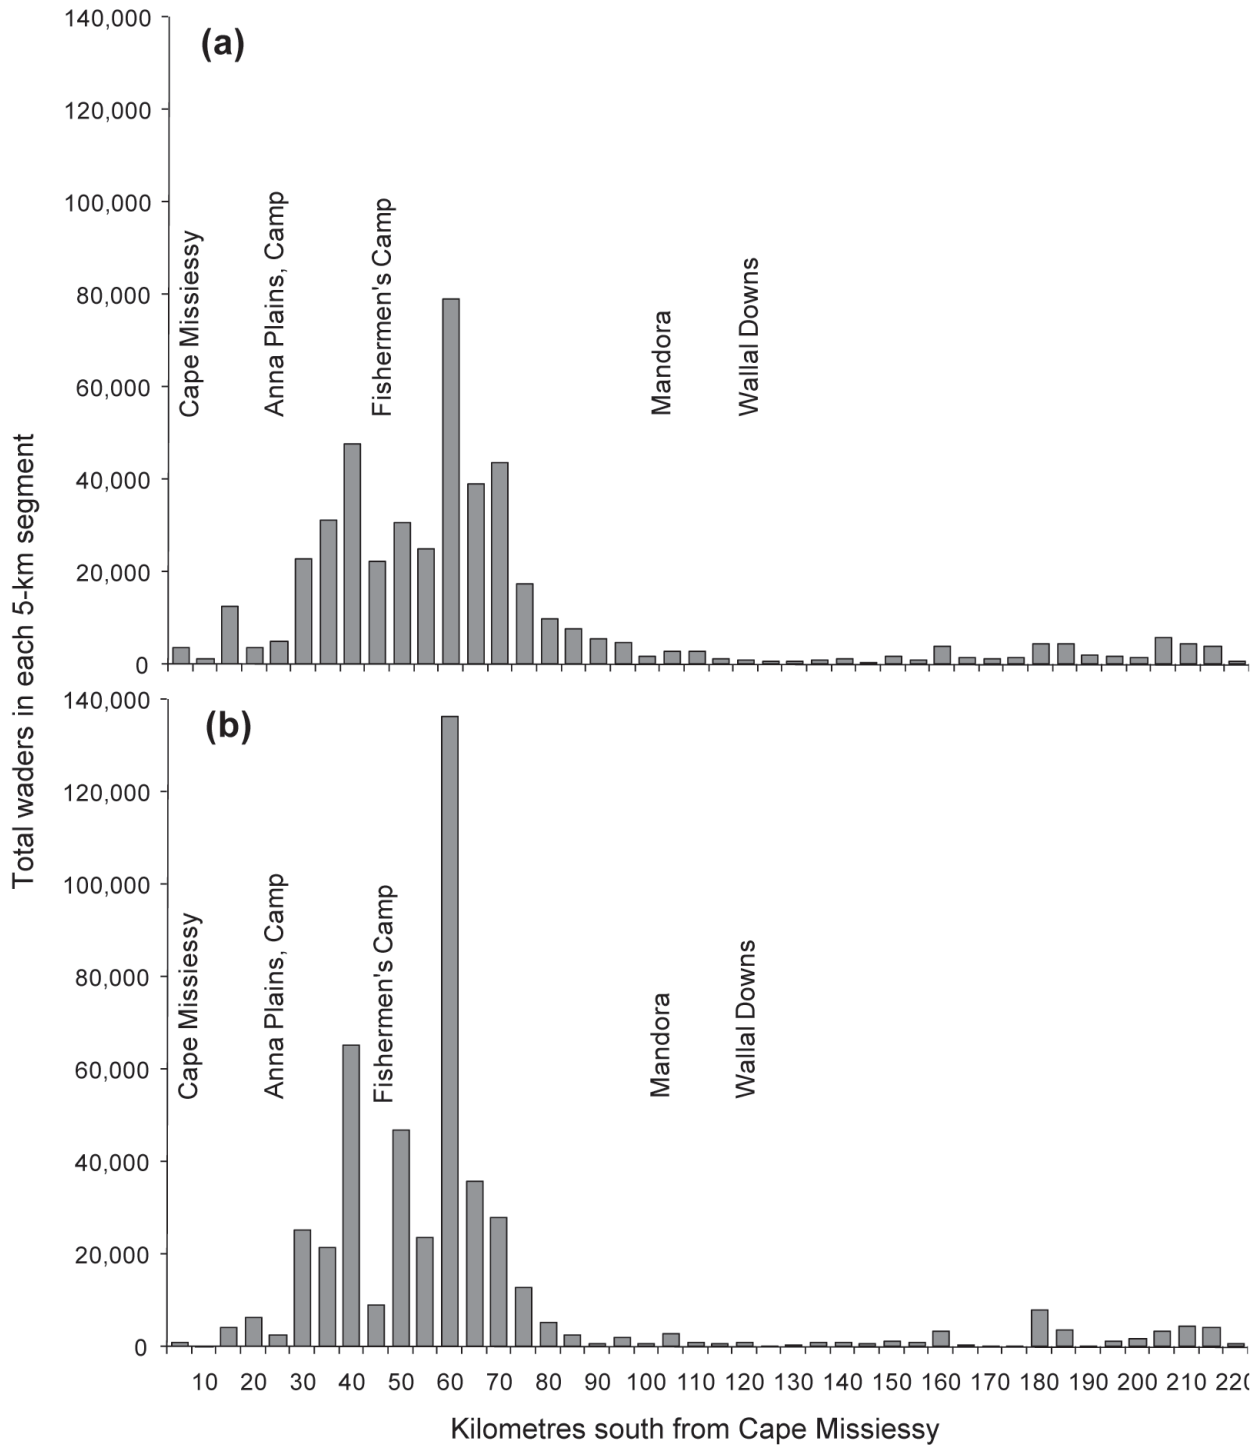 140,000
(a)
120,000
100,000
80,000
60,000
40,000
20,000
0
Cape Missiessy
Anna Plains, Camp
Fishermen's Camp
Mandora
Wallal Downs
Total waders in each 5-km segment
140,000
(b)
120,000
100,000
80,000
60,000
40,000
20,000
0
Cape Missiessy
Anna Plains, Camp
Fishermen's Camp
Mandora
Wallal Downs
10 20 30 40 50 60 70 80 90 100 110 120 130 140 150 160 170 180 190 200 210 220
Kilometres south from Cape Missiessy